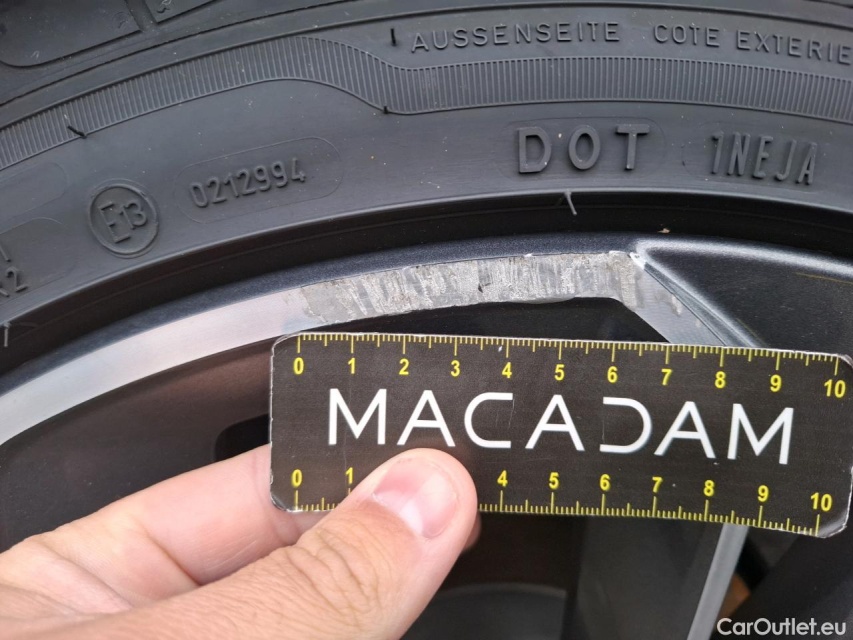 AUSSENSEITE COTE EXTERIE
DOT 1NEJA
0212994
E13
0 1 2 3 4 5 6 7 8 9 10
MACADAM
0 1 4 5 6 7 8 9 10
CarOutlet.eu